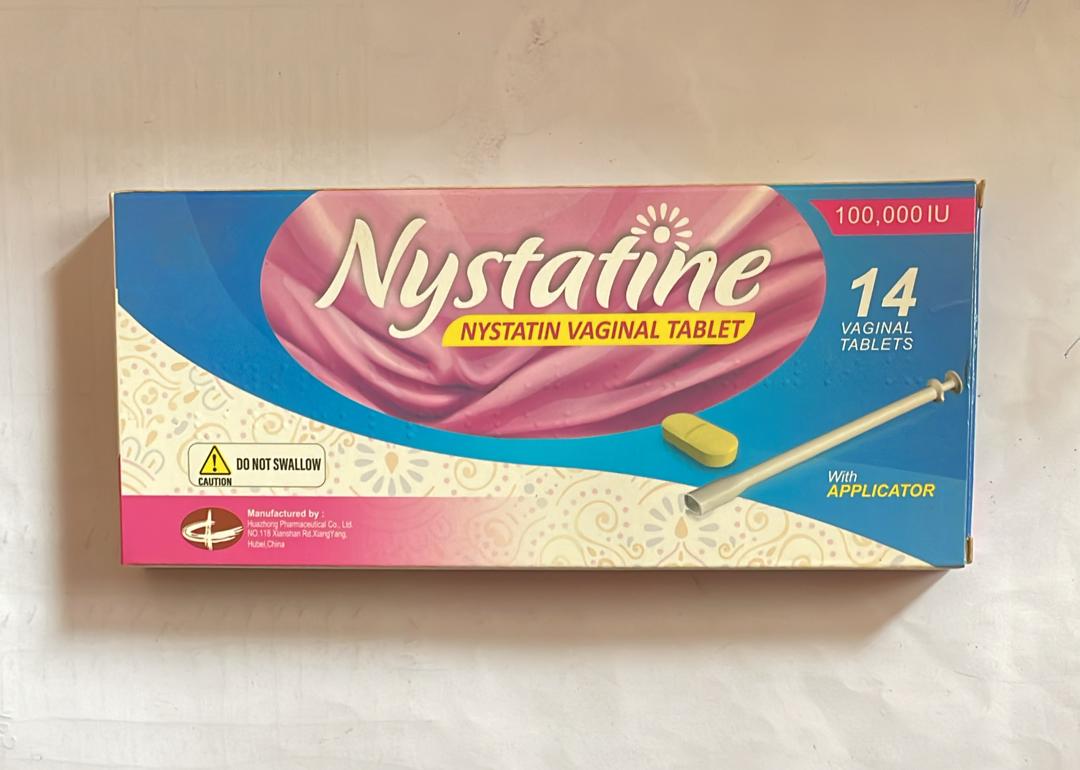 Nystatine
NYSTATIN VAGINAL TABLET
100,000 IU
14
VAGINAL
TABLETS
With
APPLICATOR
DO NOT SWALLOW
CAUTION
Manufactured by :
Huazhong Pharmaceutical Co., Ltd.
NO.118 Xianshan Rd.XiangYang,
Hubei,China